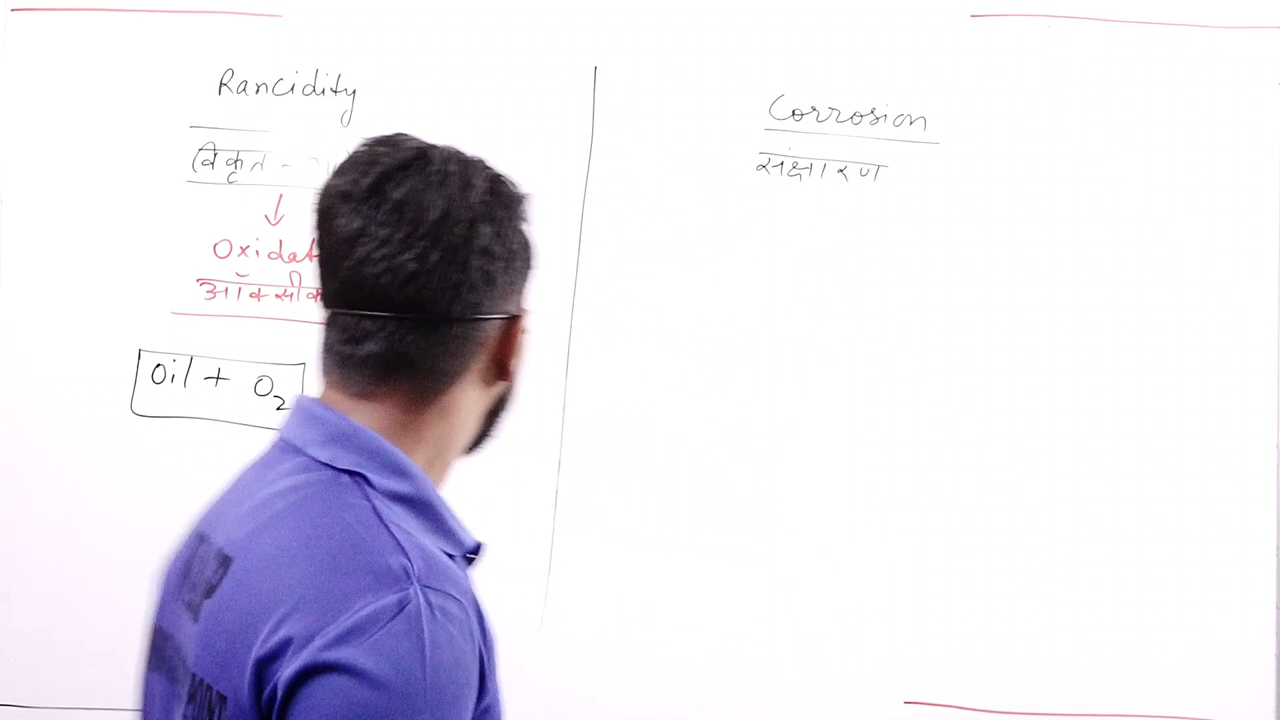 Rancidity
विकृत -
Oxidat
ऑक्सीक
Oil + O₂
Corrosion
संक्षारण